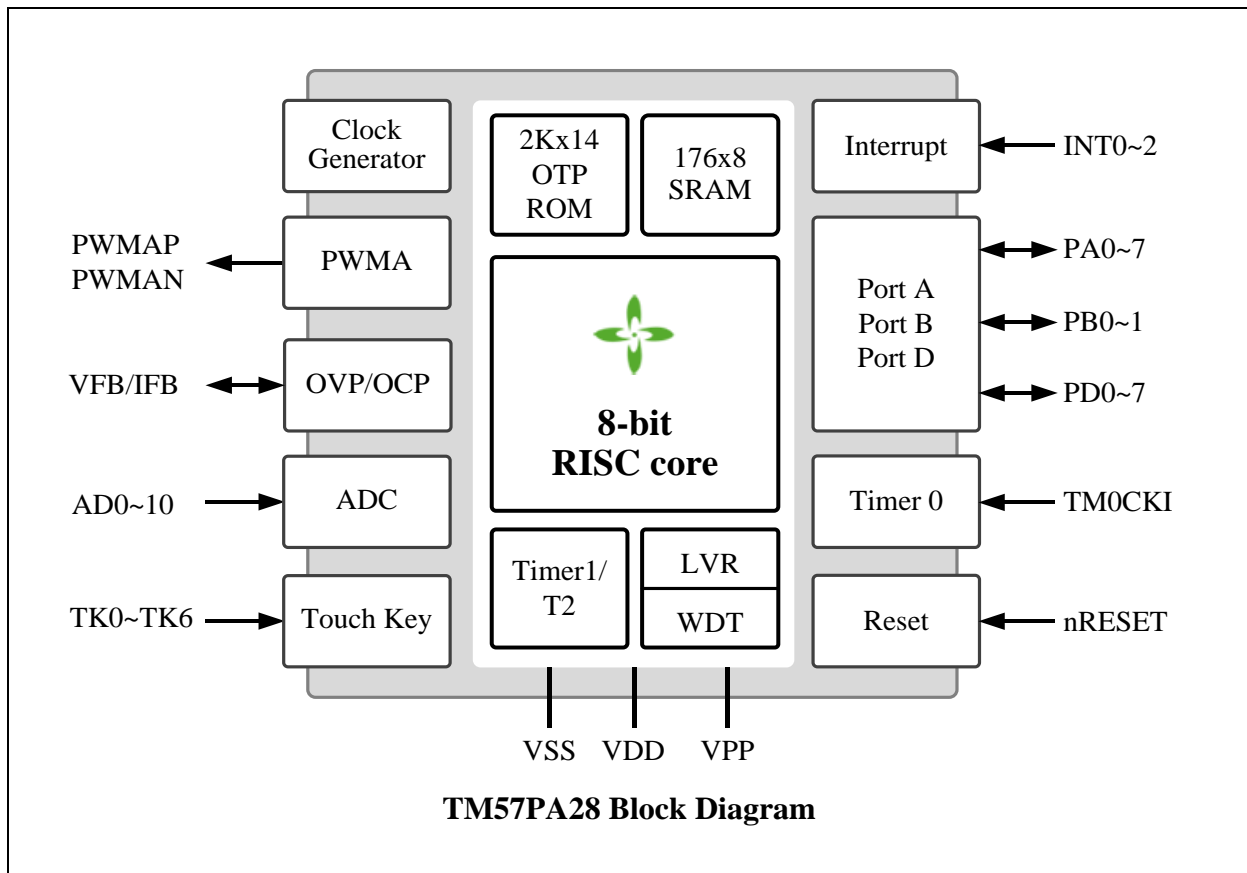 Clock
Generator
2Kx14
OTP
ROM
176x8
SRAM
Interrupt
INT0~2
PWMAP
PWMAN
PWMA
Port A
Port B
Port D
PA0~7
PB0~1
PD0~7
VFB/IFB
OVP/OCP
8-bit
RISC core
AD0~10
ADC
Timer 0
TM0CKI
Timer1/
T2
LVR
WDT
TK0~TK6
Touch Key
Reset
nRESET
VSS
VDD
VPP
TM57PA28 Block Diagram